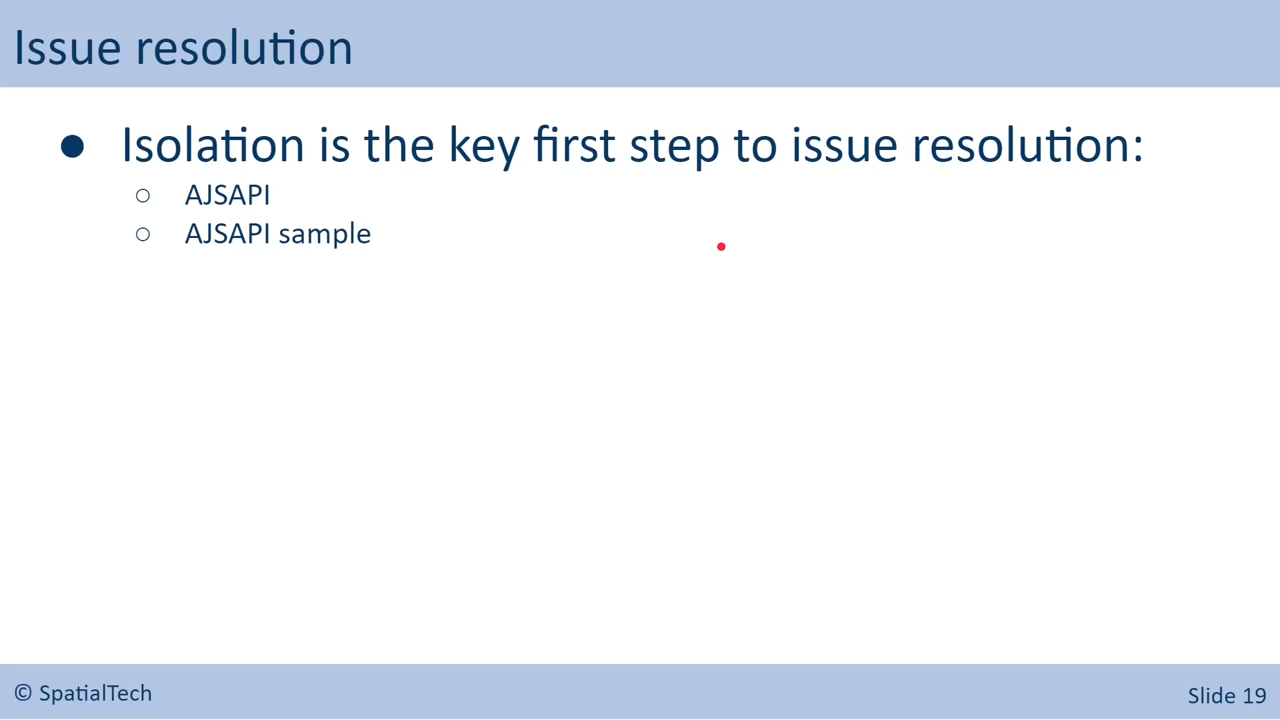 Issue resolution
● Isolation is the key first step to issue resolution:
○ AJSAPI
○ AJSAPI sample
© SpatialTech
Slide 19